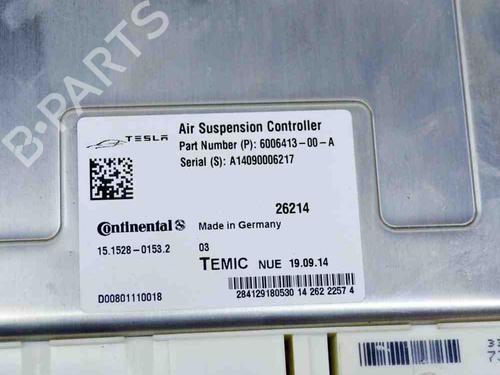 B-PARTS
TESLA
Air Suspension Controller
Part Number (P): 6006413-00-A
Serial (S): A14090006217
26214
Continental
Made in Germany
15.1528-0153.2
03
TEMIC NUE 19.09.14
D00801110018
284129180530 14 262 2257 4